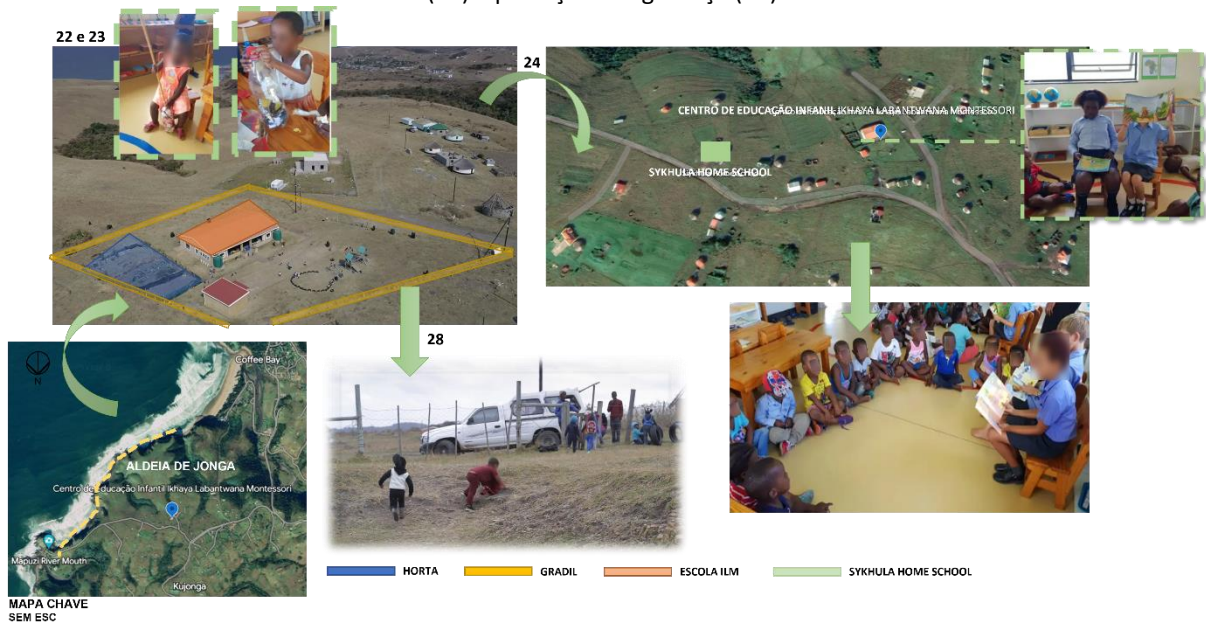 22 e 23
24
CENTRO DE EDUCAÇÃO INFANIL IKHAYA LABANTWANA MONTESSORI
SYKHULA HOME SCHOOL
28
Coffee Bay
ALDEIA DE JONGA
Centro de Educação Infantil Ikhaya Labantwana Montessori
Mapuzi River Mouth
Kujonga
N
MAPA CHAVE
SEM ESC
HORTA
GRADIL
ESCOLA ILM
SYKHULA HOME SCHOOL